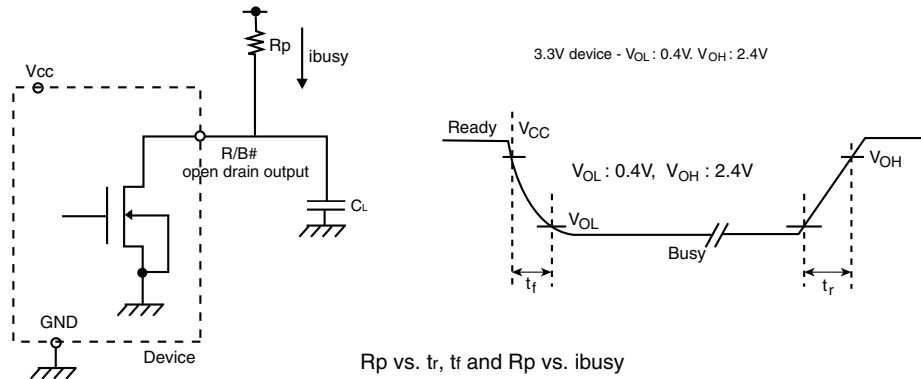 Rp
ibusy
Vcc
R/B#
open drain output
CL
GND
Device
3.3V device - VOL : 0.4V. VOH : 2.4V
Ready
VCC
VOH
VOL : 0.4V, VOH : 2.4V
VOL
Busy
tf
tr
Rp vs. tr, tf and Rp vs. ibusy